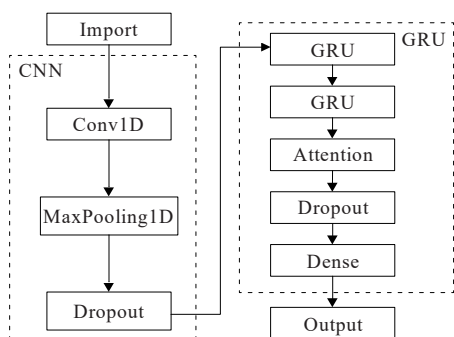 Import
CNN
Conv1D
MaxPooling1D
Dropout
GRU
GRU
GRU
Attention
Dropout
Dense
Output